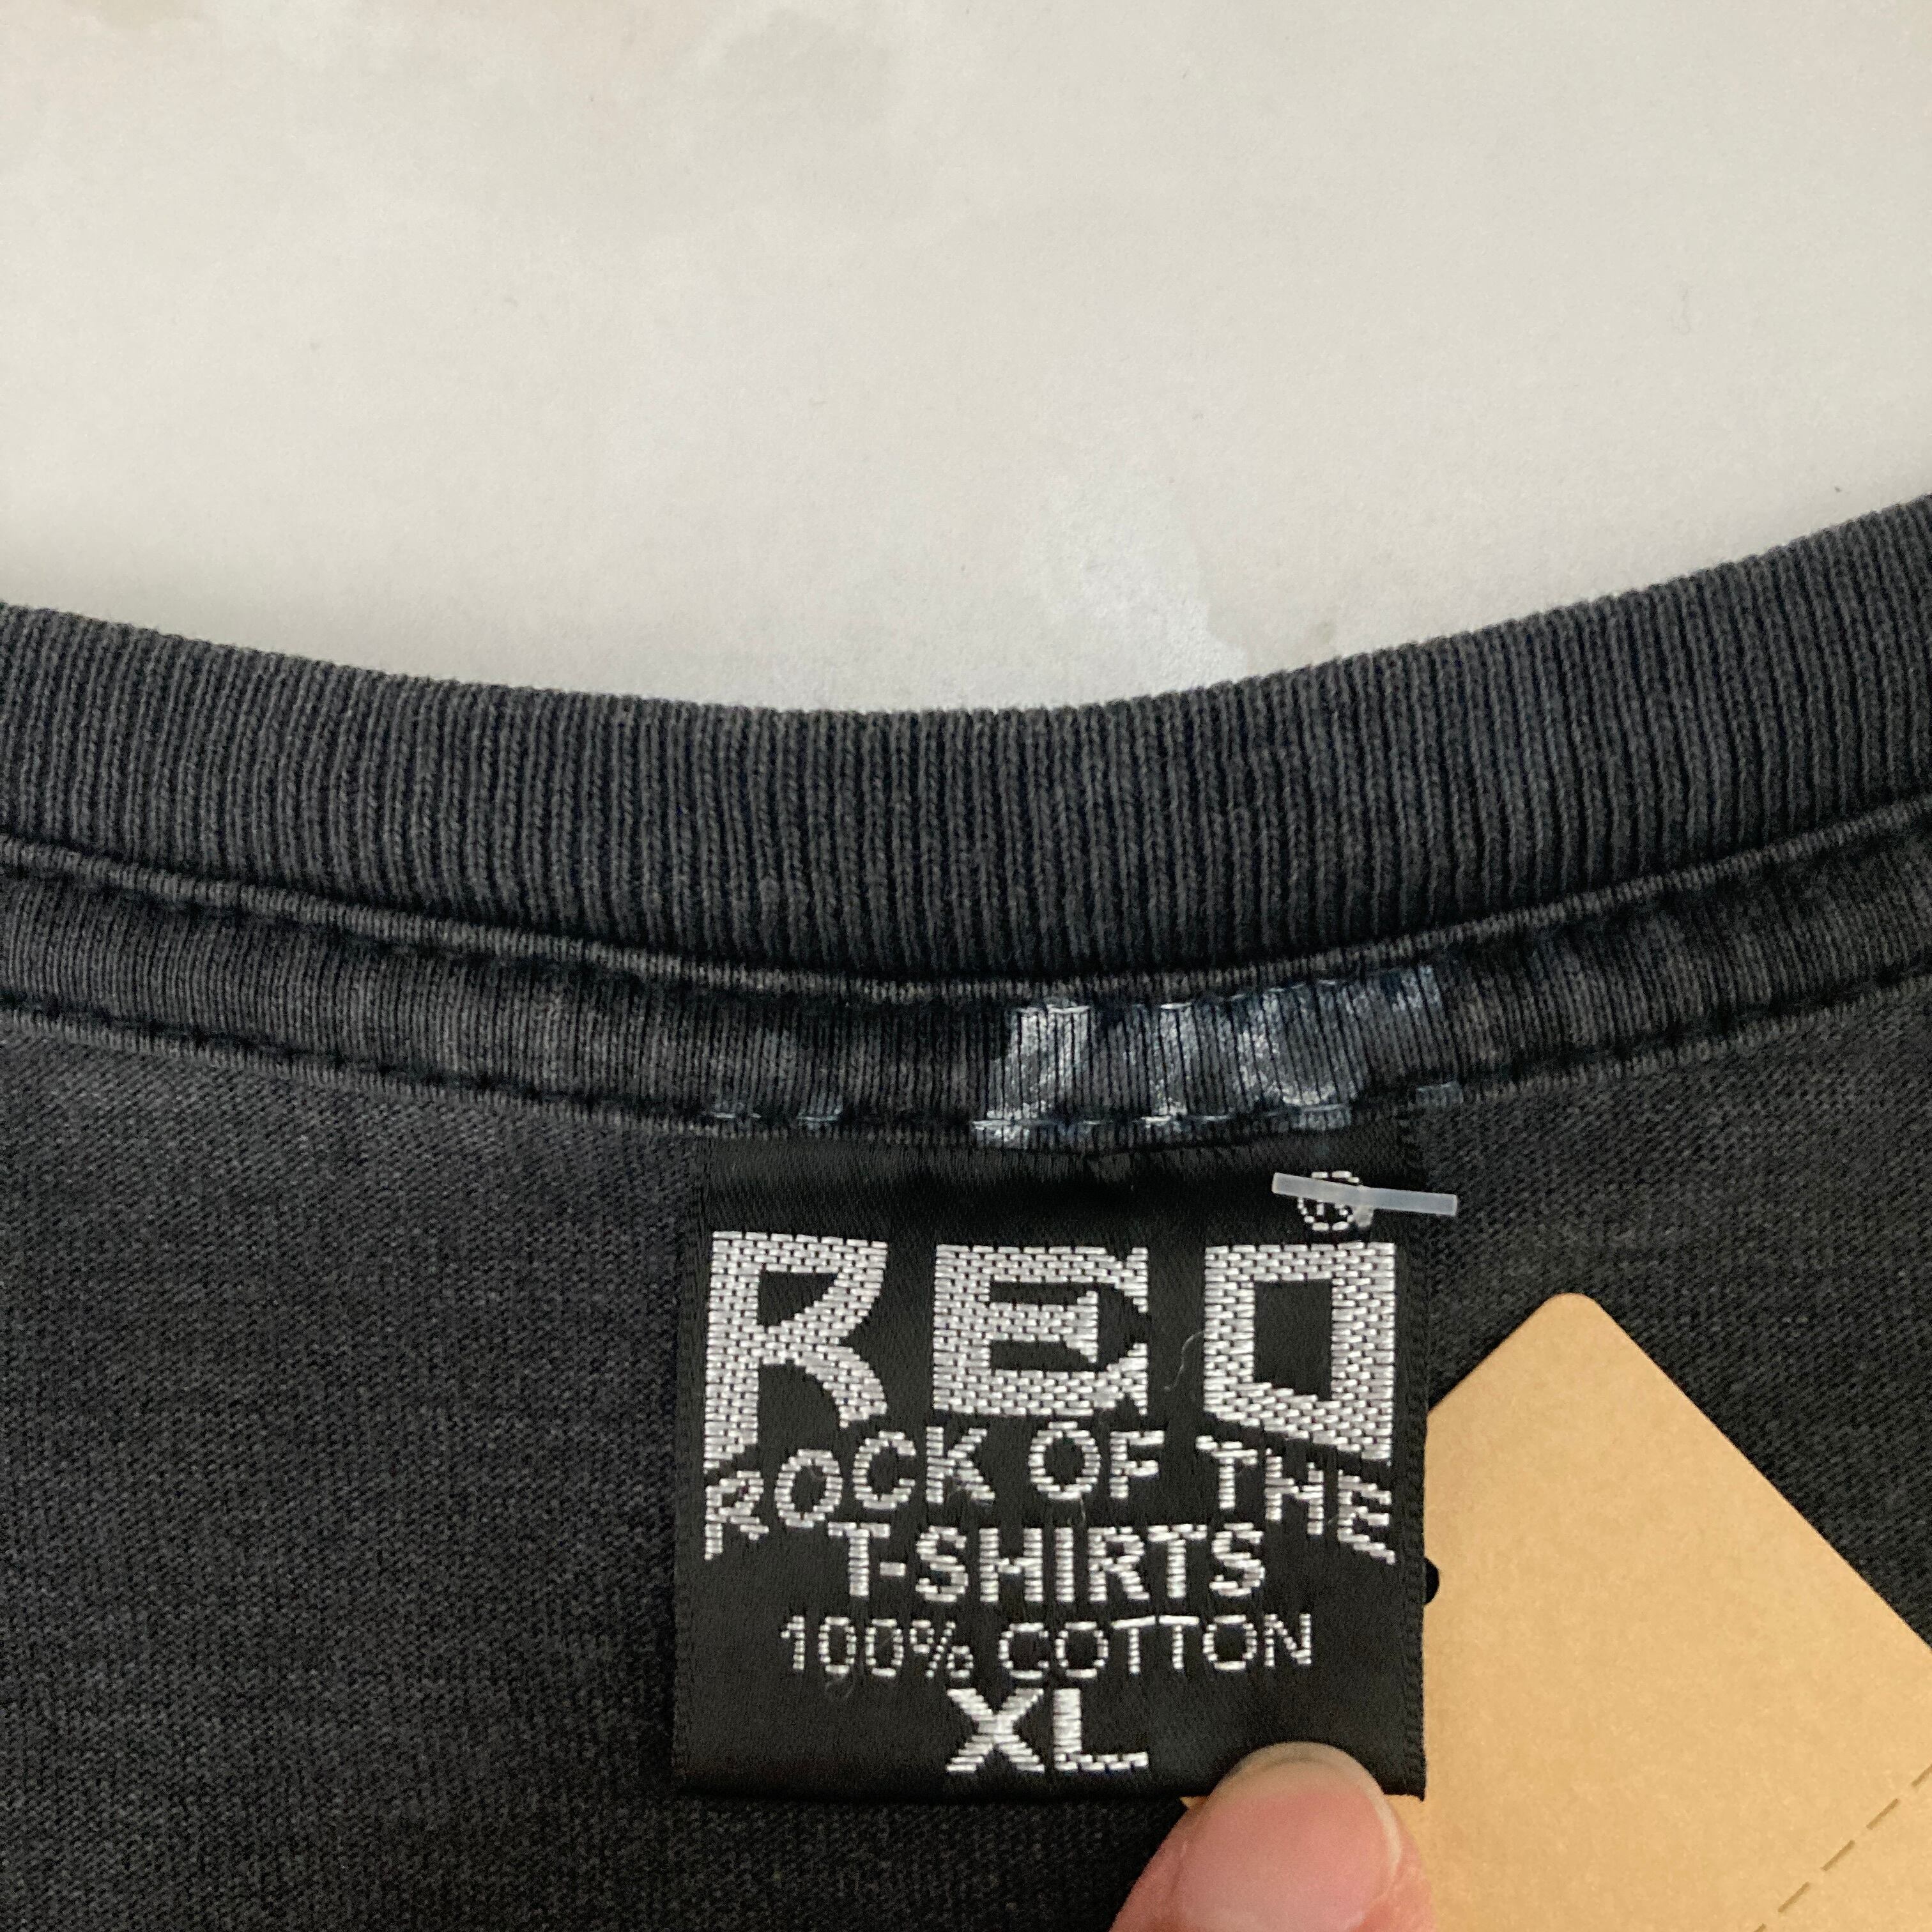 RED
ROCK OF THE
T-SHIRTS
100% COTTON
XL